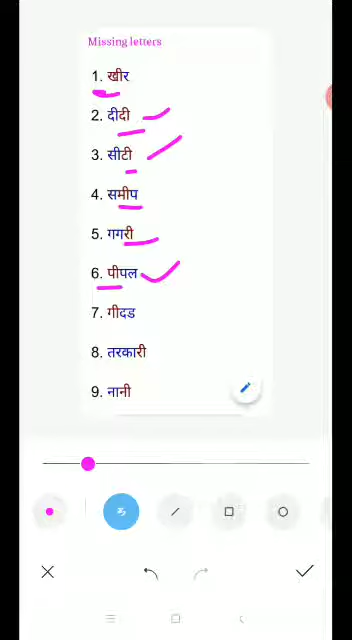 Missing letters
1. खीर
2. दीदी
3. सीटी
4. समीप
5. गगरी
6. पीपल
7. गीदड
8. तरकारी
9. नानी